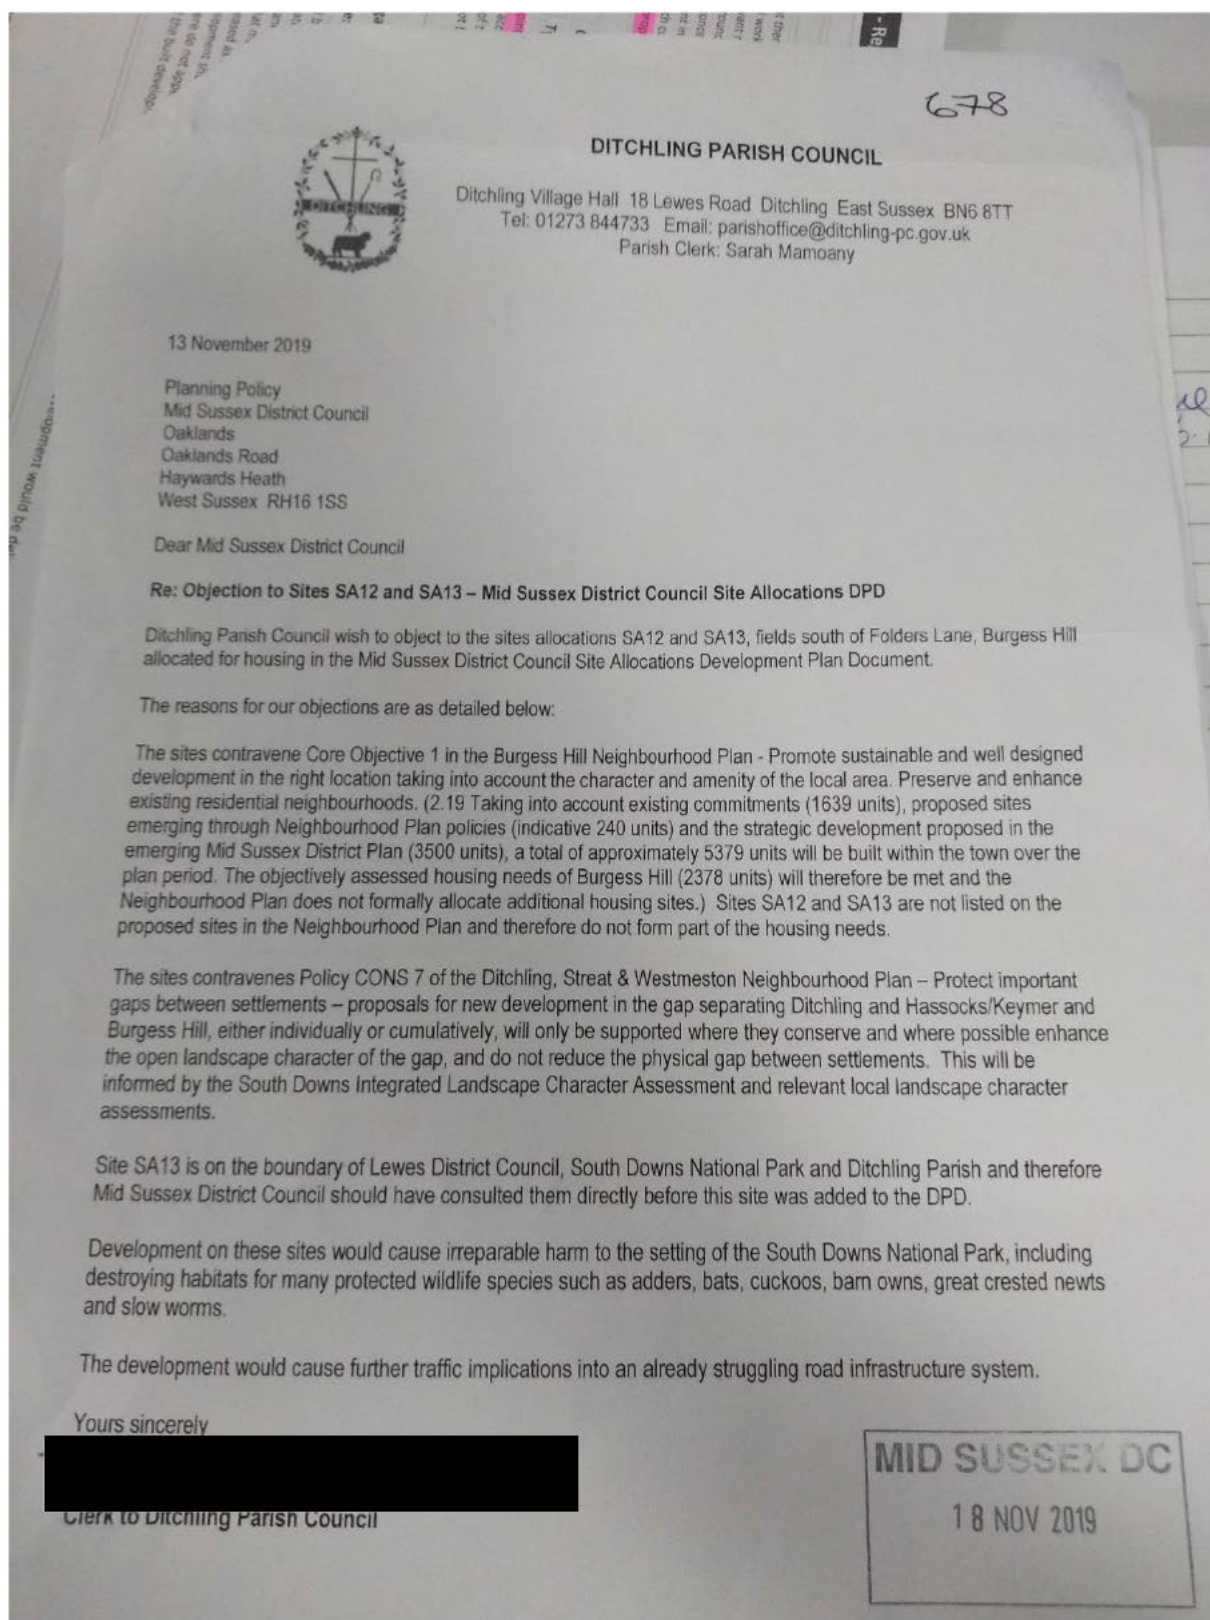 678
DITCHLING
DITCHLING PARISH COUNCIL
Ditchling Village Hall 18 Lewes Road Ditchling East Sussex BN6 8TT
Tel: 01273 844733 Email: parishoffice@ditchling-pc.gov.uk
Parish Clerk: Sarah Mamoany
13 November 2019
Planning Policy
Mid Sussex District Council
Oaklands
Oaklands Road
Haywards Heath
West Sussex RH16 1SS
Dear Mid Sussex District Council
Re: Objection to Sites SA12 and SA13 – Mid Sussex District Council Site Allocations DPD
Ditchling Parish Council wish to object to the sites allocations SA12 and SA13, fields south of Folders Lane, Burgess Hill
allocated for housing in the Mid Sussex District Council Site Allocations Development Plan Document.
The reasons for our objections are as detailed below:
The sites contravene Core Objective 1 in the Burgess Hill Neighbourhood Plan - Promote sustainable and well designed
development in the right location taking into account the character and amenity of the local area. Preserve and enhance
existing residential neighbourhoods. (2.19 Taking into account existing commitments (1639 units), proposed sites
emerging through Neighbourhood Plan policies (indicative 240 units) and the strategic development proposed in the
emerging Mid Sussex District Plan (3500 units), a total of approximately 5379 units will be built within the town over the
plan period. The objectively assessed housing needs of Burgess Hill (2378 units) will therefore be met and the
Neighbourhood Plan does not formally allocate additional housing sites.) Sites SA12 and SA13 are not listed on the
proposed sites in the Neighbourhood Plan and therefore do not form part of the housing needs.
The sites contravenes Policy CONS 7 of the Ditchling, Streat & Westmeston Neighbourhood Plan – Protect important
gaps between settlements – proposals for new development in the gap separating Ditchling and Hassocks/Keymer and
Burgess Hill, either individually or cumulatively, will only be supported where they conserve and where possible enhance
the open landscape character of the gap, and do not reduce the physical gap between settlements. This will be
informed by the South Downs Integrated Landscape Character Assessment and relevant local landscape character
assessments.
Site SA13 is on the boundary of Lewes District Council, South Downs National Park and Ditchling Parish and therefore
Mid Sussex District Council should have consulted them directly before this site was added to the DPD.
Development on these sites would cause irreparable harm to the setting of the South Downs National Park, including
destroying habitats for many protected wildlife species such as adders, bats, cuckoos, barn owns, great crested newts
and slow worms.
The development would cause further traffic implications into an already struggling road infrastructure system.
Yours sincerely
Clerk to Ditchling Parish Council
MID SUSSEX DC
18 NOV 2019